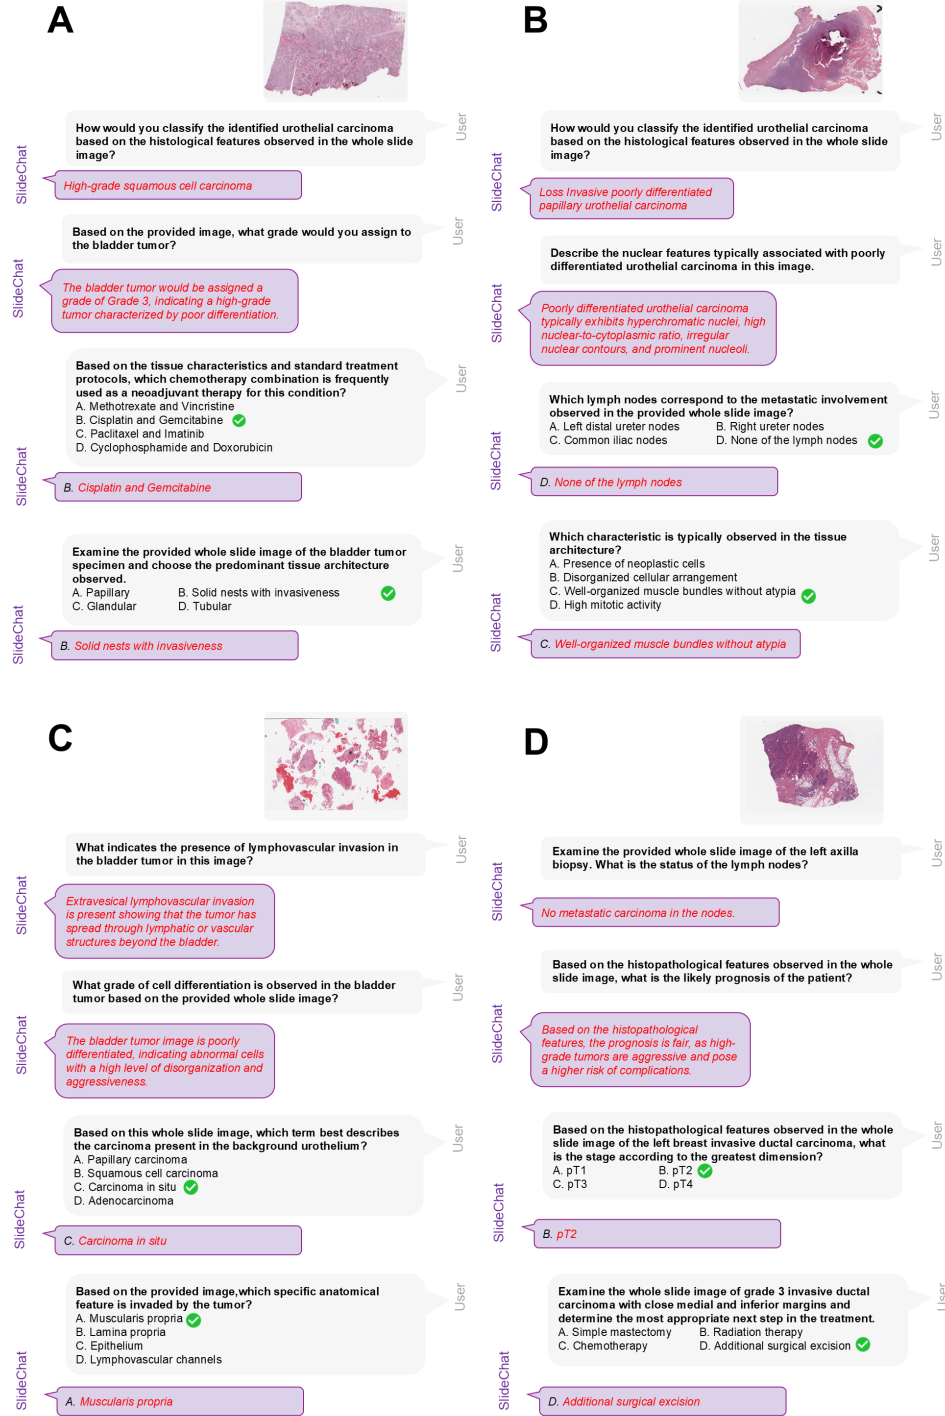 A
How would you classify the identified urothelial carcinoma
based on the histological features observed in the whole slide
image?
User
SlideChat
High-grade squamous cell carcinoma
Based on the provided image, what grade would you assign to
the bladder tumor?
User
SlideChat
The bladder tumor would be assigned a
grade of Grade 3, indicating a high-grade
tumor characterized by poor differentiation.
Based on the tissue characteristics and standard treatment
protocols, which chemotherapy combination is frequently
used as a neoadjuvant therapy for this condition?
A. Methotrexate and Vincristine
B. Cisplatin and Gemcitabine
C. Paclitaxel and Imatinib
D. Cyclophosphamide and Doxorubicin
User
SlideChat
B. Cisplatin and Gemcitabine
Examine the provided whole slide image of the bladder tumor
specimen and choose the predominant tissue architecture
observed.
A. Papillary B. Solid nests with invasiveness
C. Glandular D. Tubular
User
SlideChat
B. Solid nests with invasiveness
B
How would you classify the identified urothelial carcinoma
based on the histological features observed in the whole slide
image?
User
SlideChat
Loss Invasive poorly differentiated
papillary urothelial carcinoma
Describe the nuclear features typically associated with poorly
differentiated urothelial carcinoma in this image.
User
SlideChat
Poorly differentiated urothelial carcinoma
typically exhibits hyperchromatic nuclei, high
nuclear-to-cytoplasmic ratio, irregular
nuclear contours, and prominent nucleoli.
Which lymph nodes correspond to the metastatic involvement
observed in the provided whole slide image?
A. Left distal ureter nodes B. Right ureter nodes
C. Common iliac nodes D. None of the lymph nodes
User
SlideChat
D. None of the lymph nodes
Which characteristic is typically observed in the tissue
architecture?
A. Presence of neoplastic cells
B. Disorganized cellular arrangement
C. Well-organized muscle bundles without atypia
D. High mitotic activity
User
SlideChat
C. Well-organized muscle bundles without atypia
C
What indicates the presence of lymphovascular invasion in
the bladder tumor in this image?
User
SlideChat
Extravesical lymphovascular invasion
is present showing that the tumor has
spread through lymphatic or vascular
structures beyond the bladder.
What grade of cell differentiation is observed in the bladder
tumor based on the provided whole slide image?
User
SlideChat
The bladder tumor image is poorly
differentiated, indicating abnormal cells
with a high level of disorganization and
aggressiveness.
Based on this whole slide image, which term best describes
the carcinoma present in the background urothelium?
A. Papillary carcinoma
B. Squamous cell carcinoma
C. Carcinoma in situ
D. Adenocarcinoma
User
SlideChat
C. Carcinoma in situ
Based on the provided image,which specific anatomical
feature is invaded by the tumor?
A. Muscularis propria
B. Lamina propria
C. Epithelium
D. Lymphovascular channels
User
SlideChat
A. Muscularis propria
D
Examine the provided whole slide image of the left axilla
biopsy. What is the status of the lymph nodes?
User
SlideChat
No metastatic carcinoma in the nodes.
Based on the histopathological features observed in the whole
slide image, what is the likely prognosis of the patient?
User
SlideChat
Based on the histopathological
features, the prognosis is fair, as high-
grade tumors are aggressive and pose
a higher risk of complications.
Based on the histopathological features observed in the whole
slide image of the left breast invasive ductal carcinoma, what
is the stage according to the greatest dimension?
A. pT1 B. pT2
C. pT3 D. pT4
User
SlideChat
B. pT2
Examine the whole slide image of grade 3 invasive ductal
carcinoma with close medial and inferior margins and
determine the most appropriate next step in the treatment.
A. Simple mastectomy B. Radiation therapy
C. Chemotherapy D. Additional surgical excision
User
SlideChat
D. Additional surgical excision